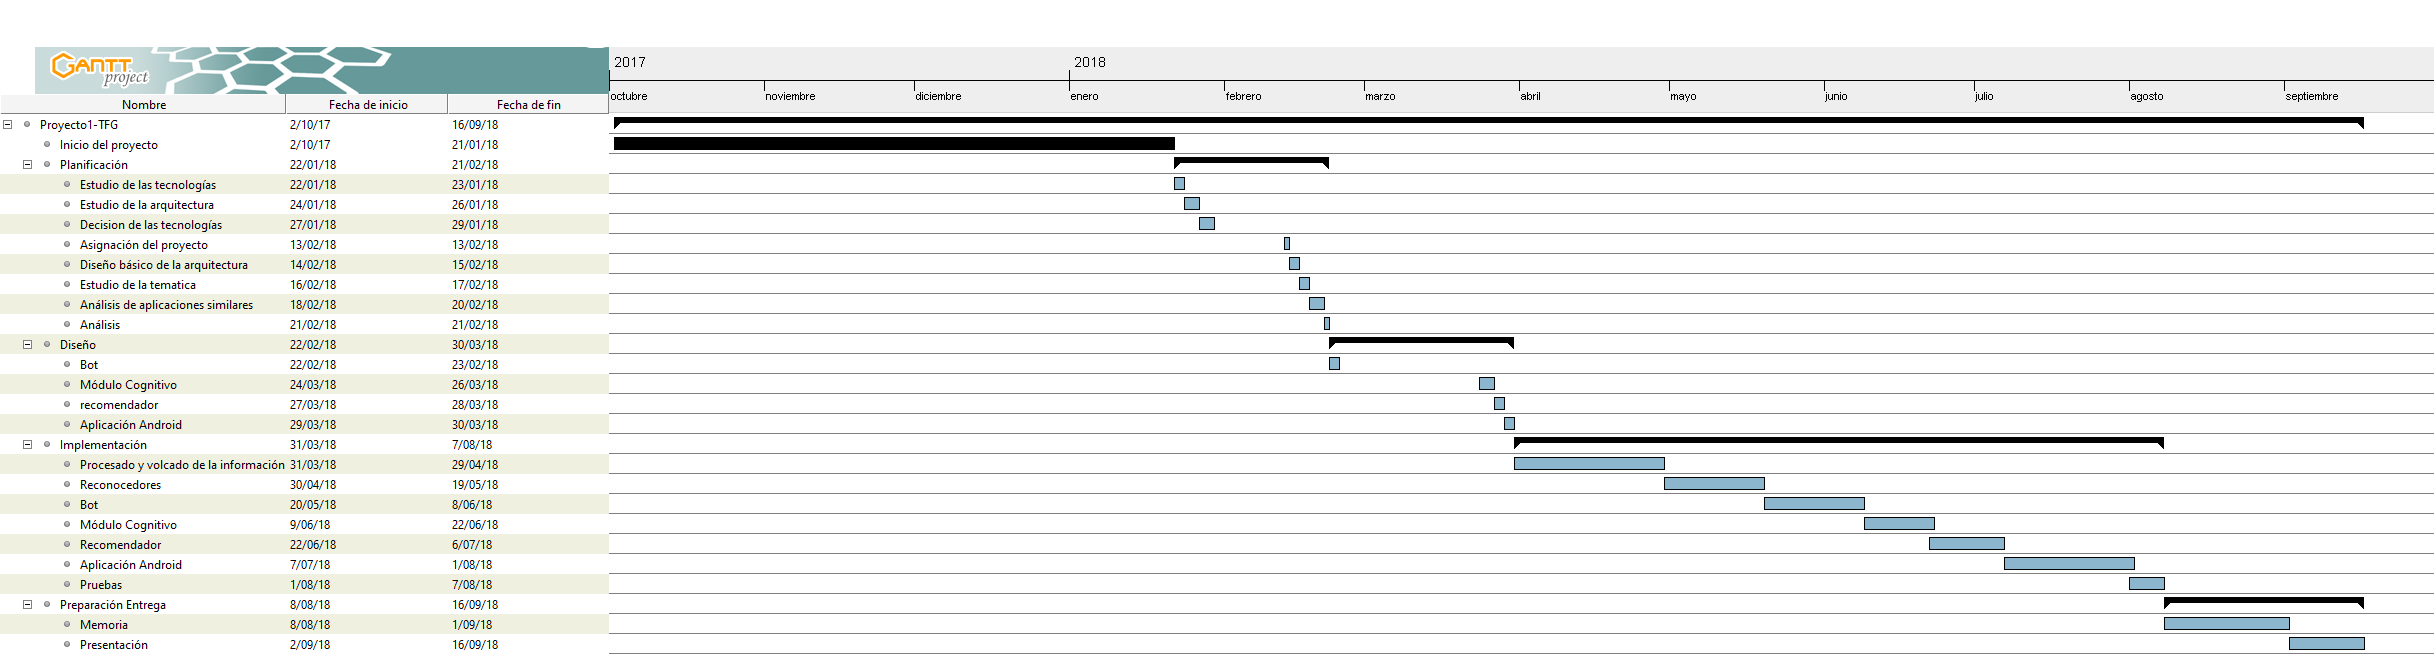 GANTT
project
2017 2018
octubre noviembre diciembre enero febrero marzo abril mayo junio julio agosto septiembre
Nombre Fecha de inicio Fecha de fin
Proyecto1-TFG 2/10/17 16/09/18
Inicio del proyecto 2/10/17 21/01/18
Planificación 22/01/18 21/02/18
Estudio de las tecnologías 22/01/18 23/01/18
Estudio de la arquitectura 24/01/18 26/01/18
Decision de las tecnologías 27/01/18 29/01/18
Asignación del proyecto 13/02/18 13/02/18
Diseño básico de la arquitectura 14/02/18 15/02/18
Estudio de la tematica 16/02/18 17/02/18
Análisis de aplicaciones similares 18/02/18 20/02/18
Análisis 21/02/18 21/02/18
Diseño 22/02/18 30/03/18
Bot 22/02/18 23/02/18
Módulo Cognitivo 24/03/18 26/03/18
recomendador 27/03/18 28/03/18
Aplicación Android 29/03/18 30/03/18
Implementación 31/03/18 7/08/18
Procesado y volcado de la información 31/03/18 29/04/18
Reconocedores 30/04/18 19/05/18
Bot 20/05/18 8/06/18
Módulo Cognitivo 9/06/18 22/06/18
Recomendador 22/06/18 6/07/18
Aplicación Android 7/07/18 1/08/18
Pruebas 1/08/18 7/08/18
Preparación Entrega 8/08/18 16/09/18
Memoria 8/08/18 1/09/18
Presentación 2/09/18 16/09/18